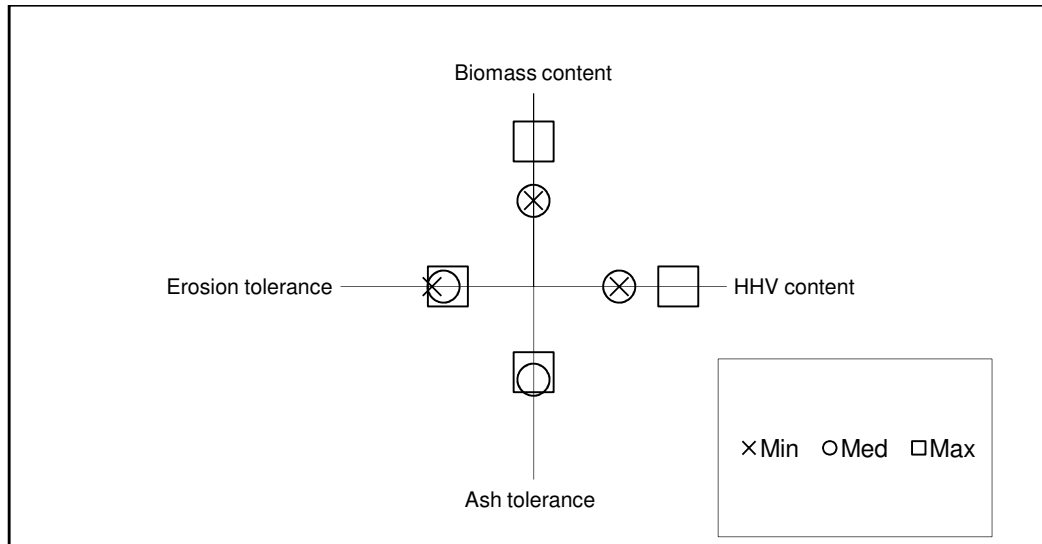 Biomass content
Erosion tolerance
HHV content
Min Med Max
Ash tolerance